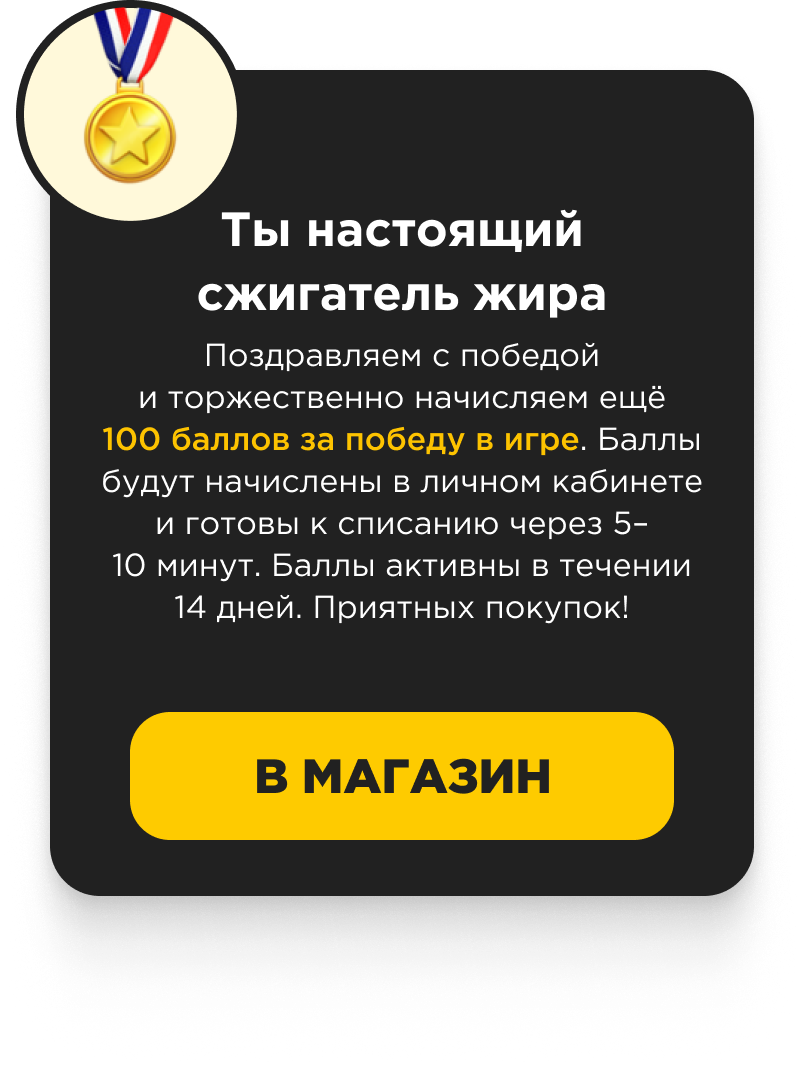 Ты настоящий
сжигатель жира
Поздравляем с победой
и торжественно начисляем ещё
100 баллов за победу в игре. Баллы
будут начислены в личном кабинете
и готовы к списанию через 5–
10 минут. Баллы активны в течении
14 дней. Приятных покупок!
В МАГАЗИН